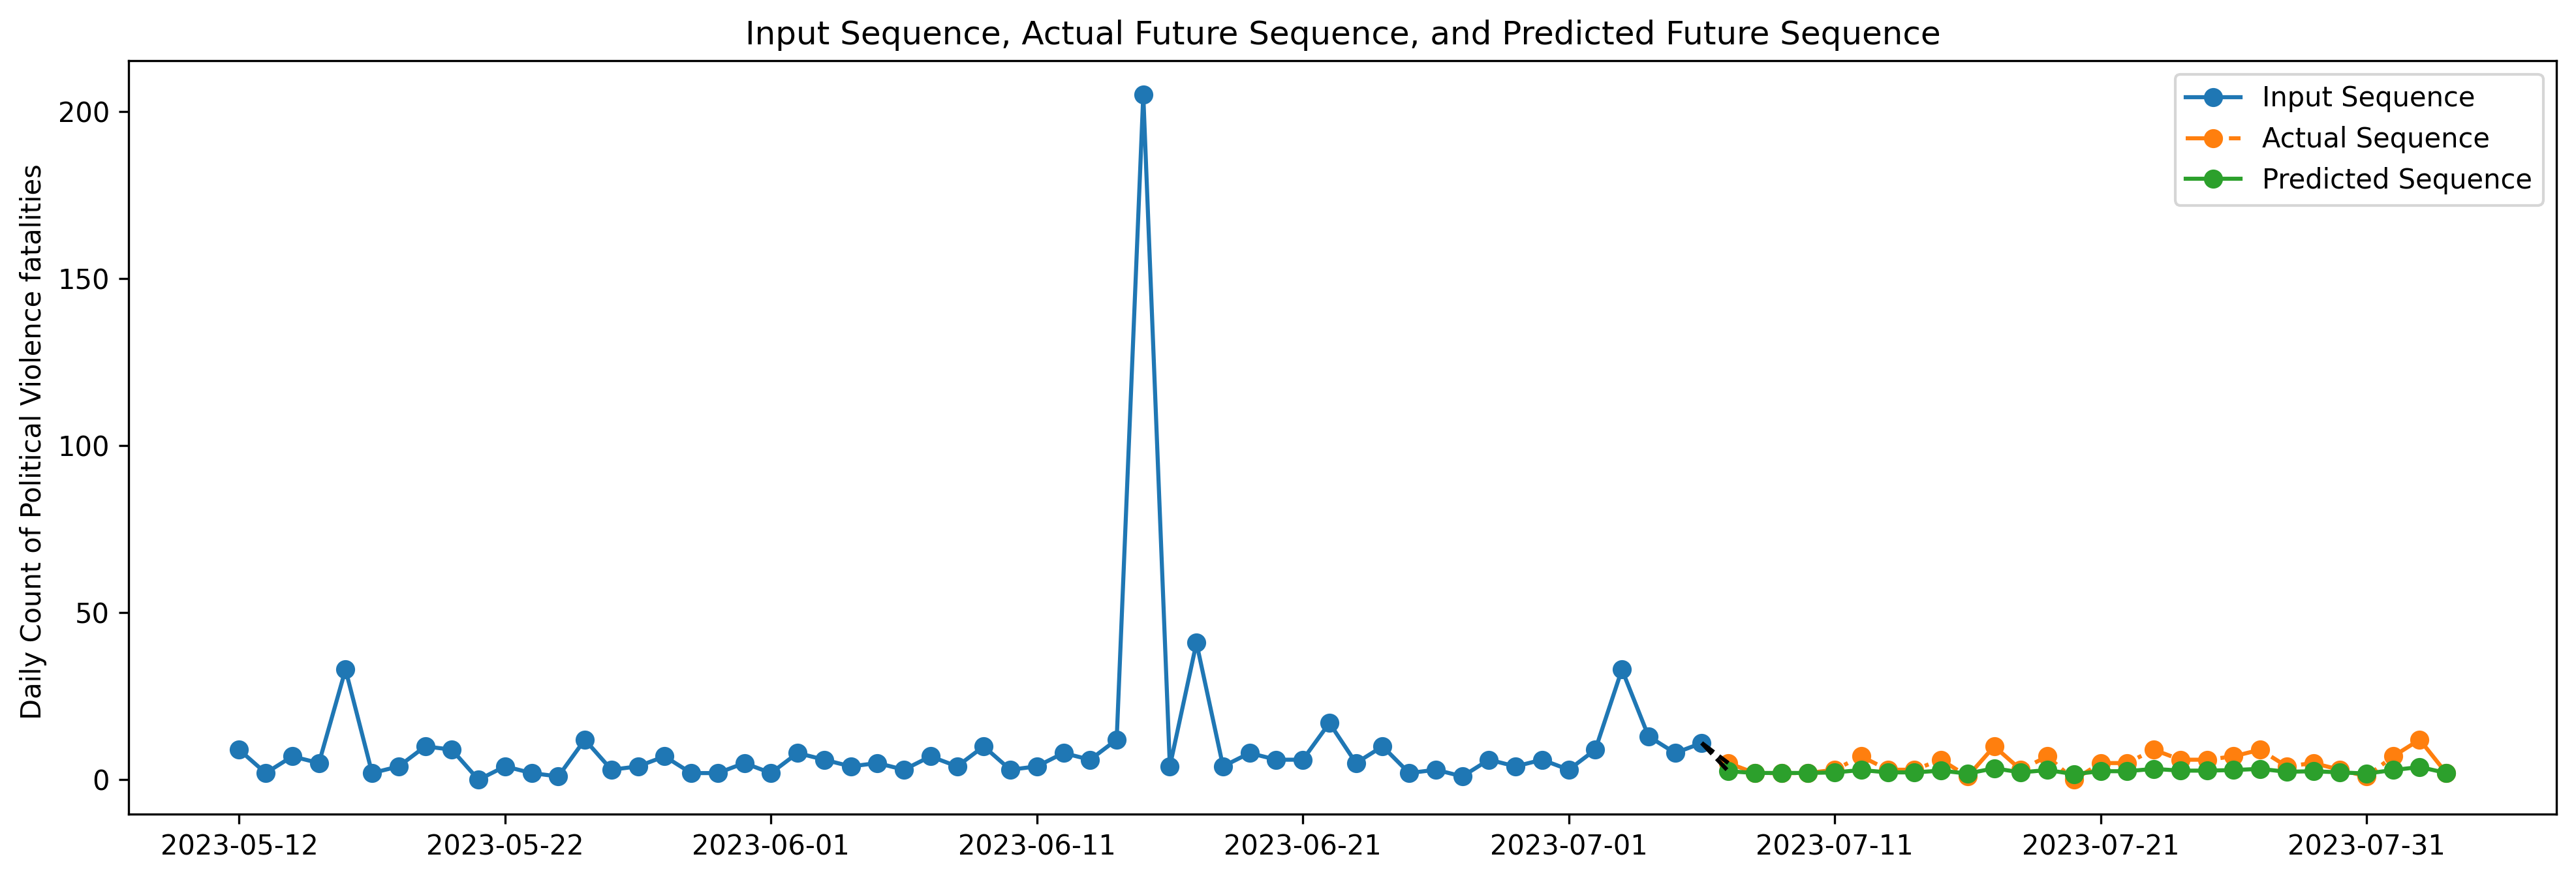 Input Sequence, Actual Future Sequence, and Predicted Future Sequence
Daily Count of Political Violence fatalities
200
150
100
50
0
Input Sequence
Actual Sequence
Predicted Sequence
2023-05-12
2023-05-22
2023-06-01
2023-06-11
2023-06-21
2023-07-01
2023-07-11
2023-07-21
2023-07-31